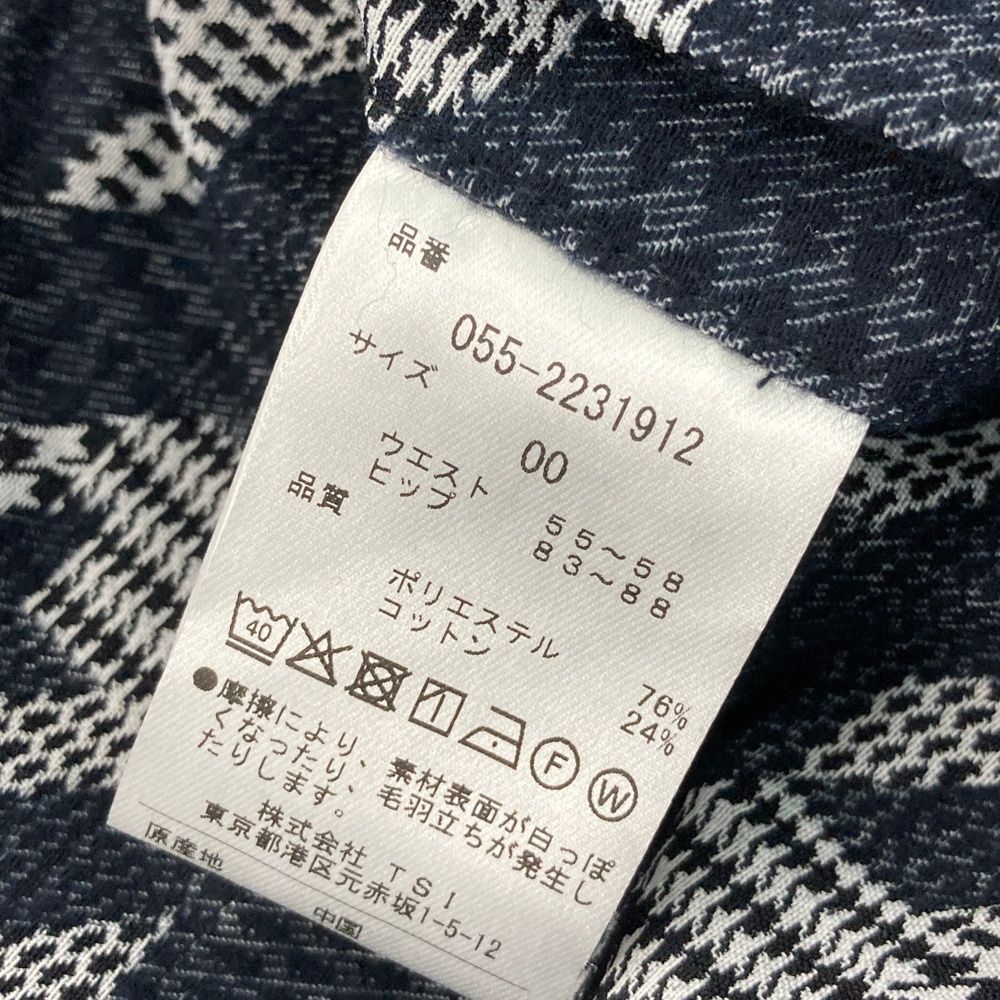 品番
055-2231912
サイズ
00
ウエスト 55～58
ヒップ 83～88
品質
ポリエステル 76%
コットン 24%
40
F
W
●摩擦により、素材表面が白っぽ
くなったり、毛羽立ちが発生し
たりします。
株式会社 TSI
東京都港区元赤坂1-5-12
原産地 中国